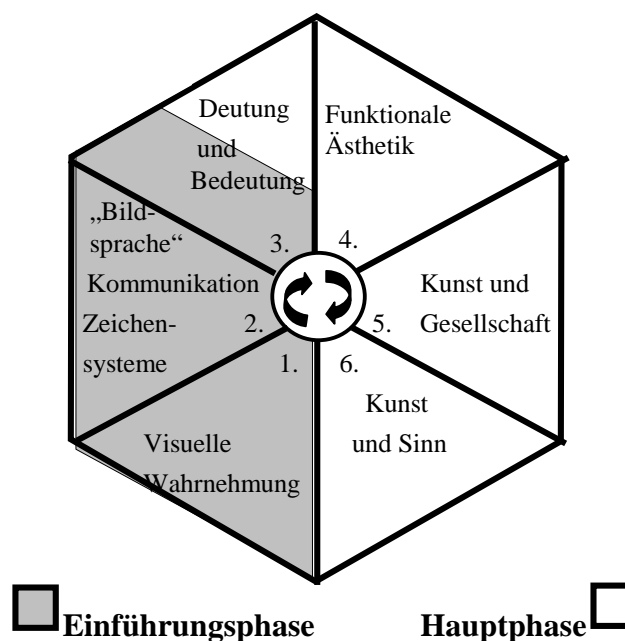 Deutung
und
Bedeutung
3.
Funktionale
Ästhetik
4.
„Bild-
sprache“
Kommunikation
Zeichen-
systeme
2.
Kunst und
Gesellschaft
5.
1.
Visuelle
Wahrnehmung
6.
Kunst
und Sinn
Einführungsphase
Hauptphase